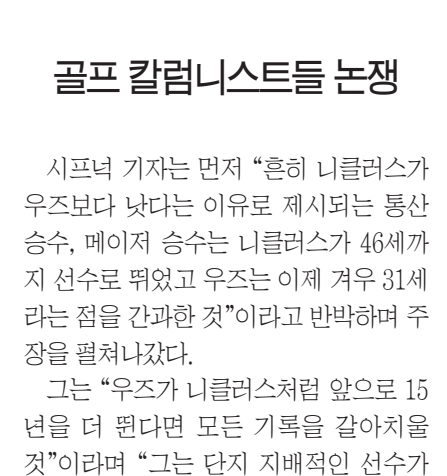 골프 칼럼니스트들 논쟁
시프넉 기자는 먼저 “흔히 니클러스가
우즈보다 낫다는 이유로 제시되는 통산
승수, 메이저 승수는 니클러스가 46세까
지 선수로 뛰었고 우즈는 이제 겨우 31세
라는 점을 간과한 것”이라고 반박하며 주
장을 펼쳐나갔다.
그는 “우즈가 니클러스처럼 앞으로 15
년을 더 뛴다면 모든 기록을 갈아치울
것”이라며 “그는 단지 지배적인 선수가